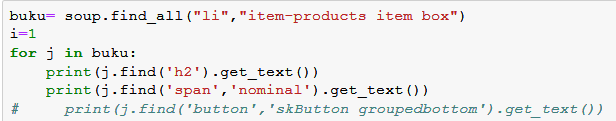 buku= soup.find_all("li","item-products item box")
i=1
for j in buku:
    print(j.find('h2').get_text())
    print(j.find('span','nominal').get_text())
#     print(j.find('button','skButton groupedbottom').get_text())